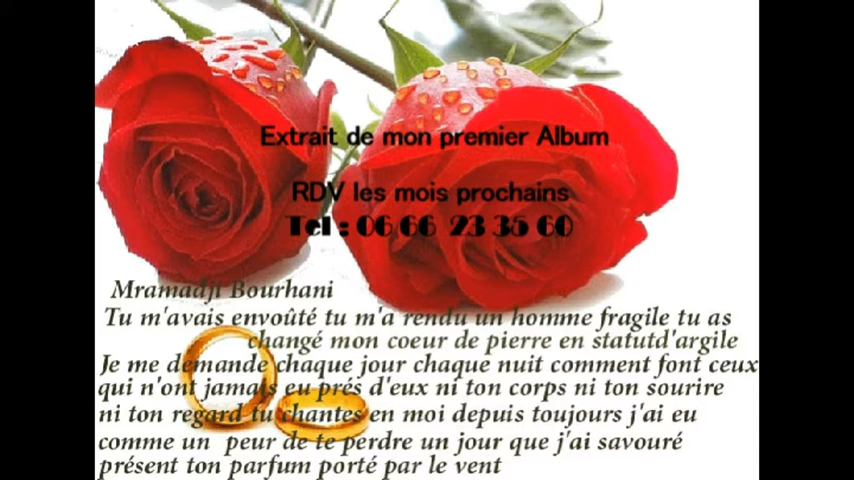 Extrait de mon premier Album
RDV les mois prochains
Tel : 06 66 23 35 60
Mramadji Bourhani
Tu m'avais envoûté tu m'a rendu un homme fragile tu as
changé mon coeur de pierre en statutd'argile
Je me demande chaque jour chaque nuit comment font ceux
qui n'ont jamais eu prés d'eux ni ton corps ni ton sourire
ni ton regard tu chantes en moi depuis toujours j'ai eu
comme un peur de te perdre un jour que j'ai savouré
présent ton parfum porté par le vent